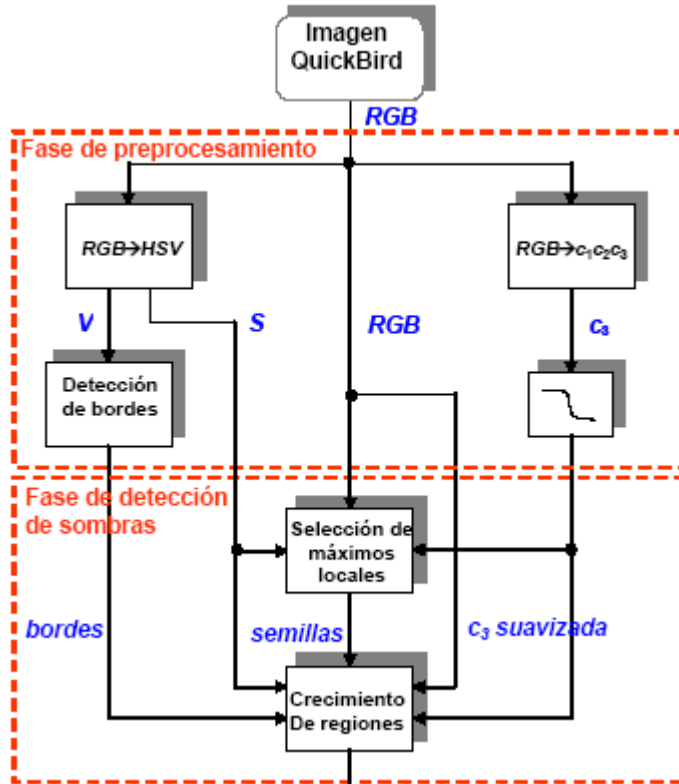 Imagen
QuickBird
RGB
Fase de preprocesamiento
RGB→HSV
RGB→c₁c₂c₃
V
S
RGB
c₃
Detección
de bordes
Fase de detección
de sombras
Selección de
máximos
locales
bordes
semillas
c₃ suavizada
Crecimiento
De regiones